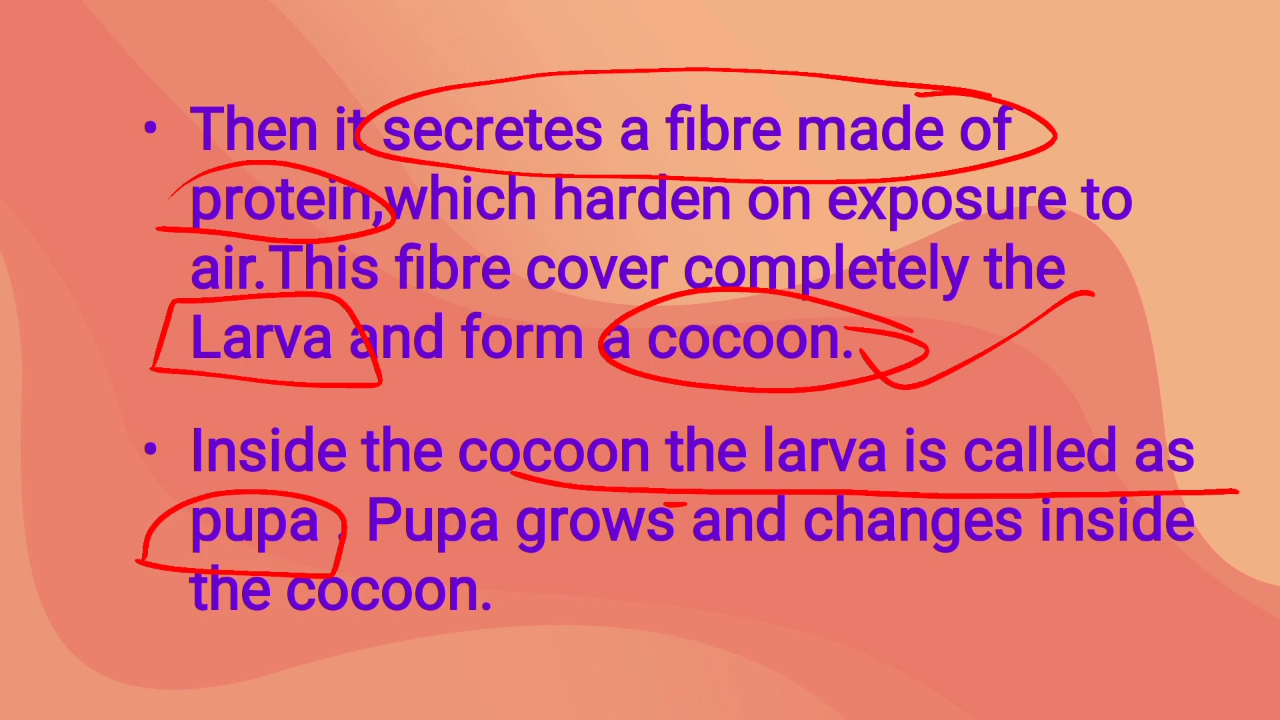 • Then it secretes a fibre made of
protein,which harden on exposure to
air.This fibre cover completely the
Larva and form a cocoon.
• Inside the cocoon the larva is called as
pupa . Pupa grows and changes inside
the cocoon.